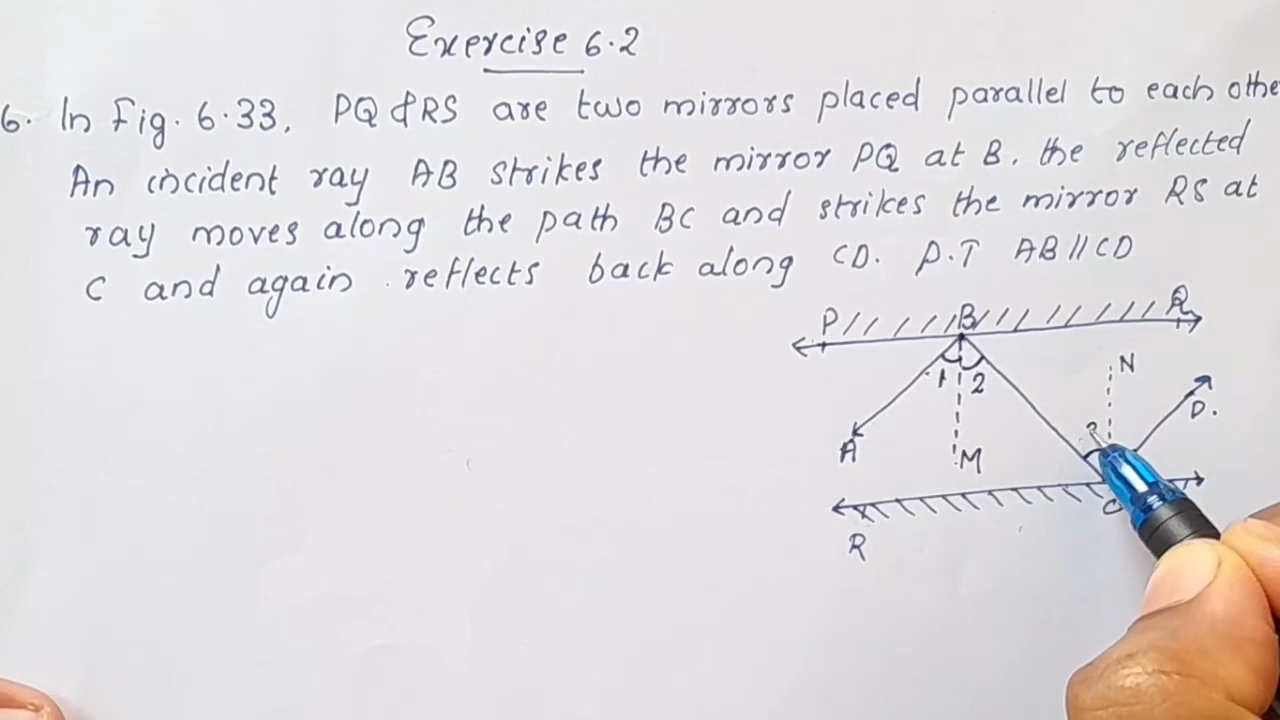 Exercise 6.2
6. In Fig. 6.33, PQ & RS are two mirrors placed parallel to each othe
An incident ray AB strikes the mirror PQ at B. the reflected
ray moves along the path BC and strikes the mirror RS at
C and again reflects back along CD. P.T AB // CD
P B Q
N
1 2
D.
A M
C
R